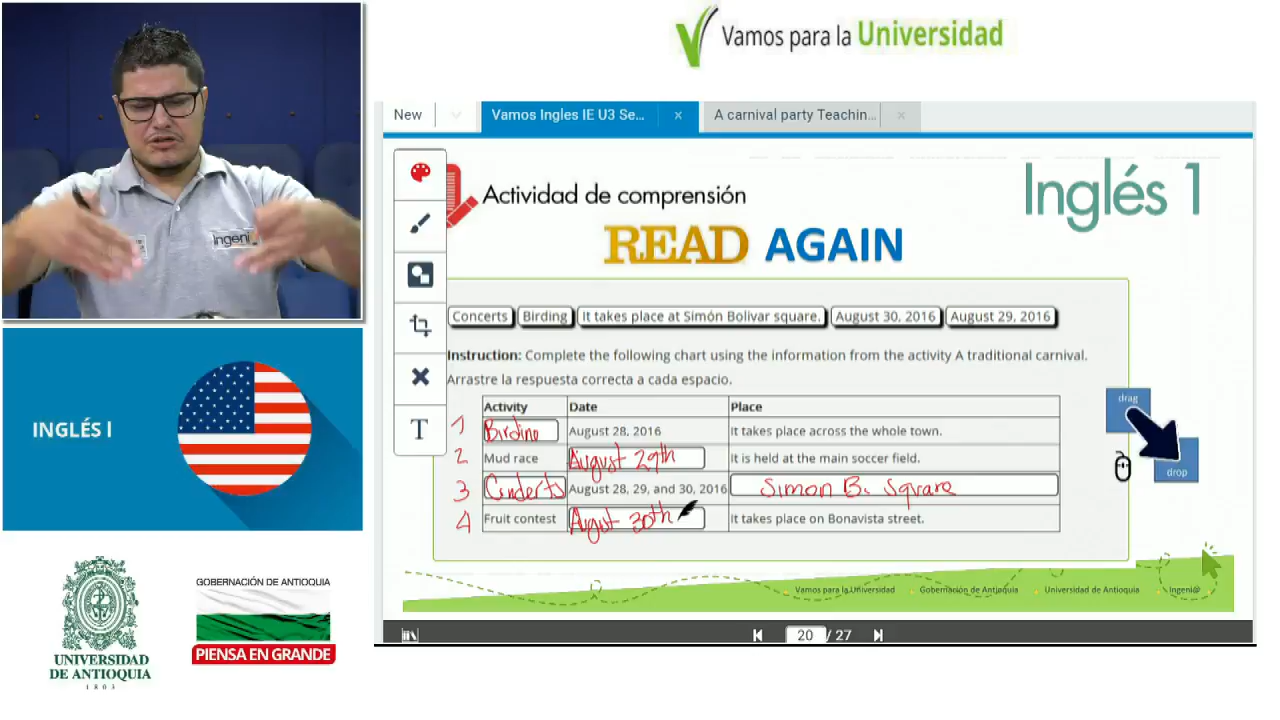 Vamos para la Universidad
New
Vamos Ingles IE U3 Se...
x
A carnival party Teachin...
x
Actividad de comprensión
Inglés 1
READ AGAIN
Concerts
Birding
It takes place at Simón Bolivar square.
August 30, 2016
August 29, 2016
Instruction: Complete the following chart using the information from the activity A traditional carnival.
Arrastre la respuesta correcta a cada espacio.
Activity Date Place
1 Birding August 28, 2016 It takes place across the whole town.
2 Mud race August 29th It is held at the main soccer field.
3 Conderts August 28, 29, and 30, 2016 Simon B. Square
4 Fruit contest August 30th It takes place on Bonavista street.
drag
drop
T
Ingeni@
INGLÉS I
Vamos para la Universidad
Gobernación de Antioquia
Universidad de Antioquia
Ingeni@
20 / 27
UNIVERSIDAD
DE ANTIOQUIA
1803
GOBERNACIÓN DE ANTIOQUIA
PIENSA EN GRANDE